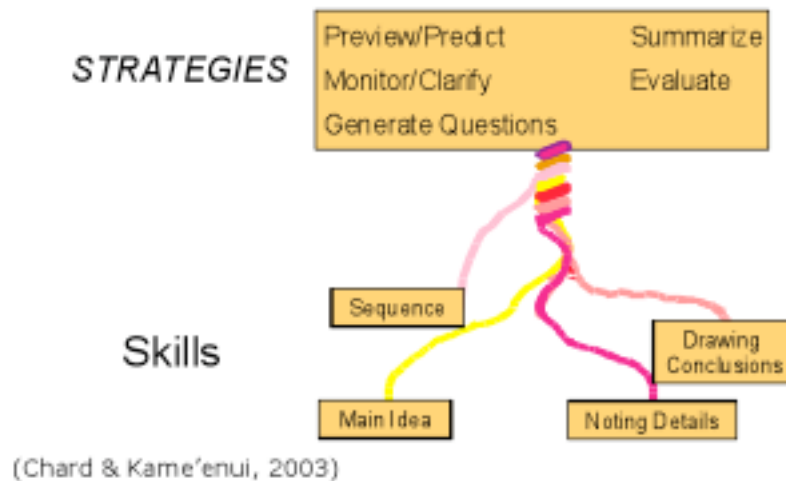 STRATEGIES
Preview/Predict Summarize
Monitor/Clarify Evaluate
Generate Questions
Sequence
Skills
Drawing
Conclusions
Main Idea
Noting Details
(Chard & Kame'enui, 2003)